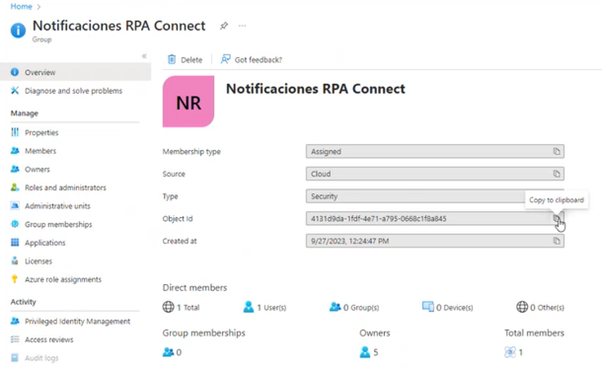 Home >
Notificaciones RPA Connect
Group
Delete
Got feedback?
Overview
Diagnose and solve problems
Manage
Properties
Members
Owners
Roles and administrators
Administrative units
Group memberships
Applications
Licenses
Azure role assignments
Activity
Privileged Identity Management
Access reviews
Audit logs
NR
Notificaciones RPA Connect
Membership type Assigned
Source Cloud
Type Security
Copy to clipboard
Object Id 4131d9da-1fdf-4e71-a795-0668c1f8a845
Created at 9/27/2023, 12:24:47 PM
Direct members
1 Total 1 User(s) 0 Group(s) 0 Device(s) 0 Other(s)
Group memberships Owners Total members
0 5 1